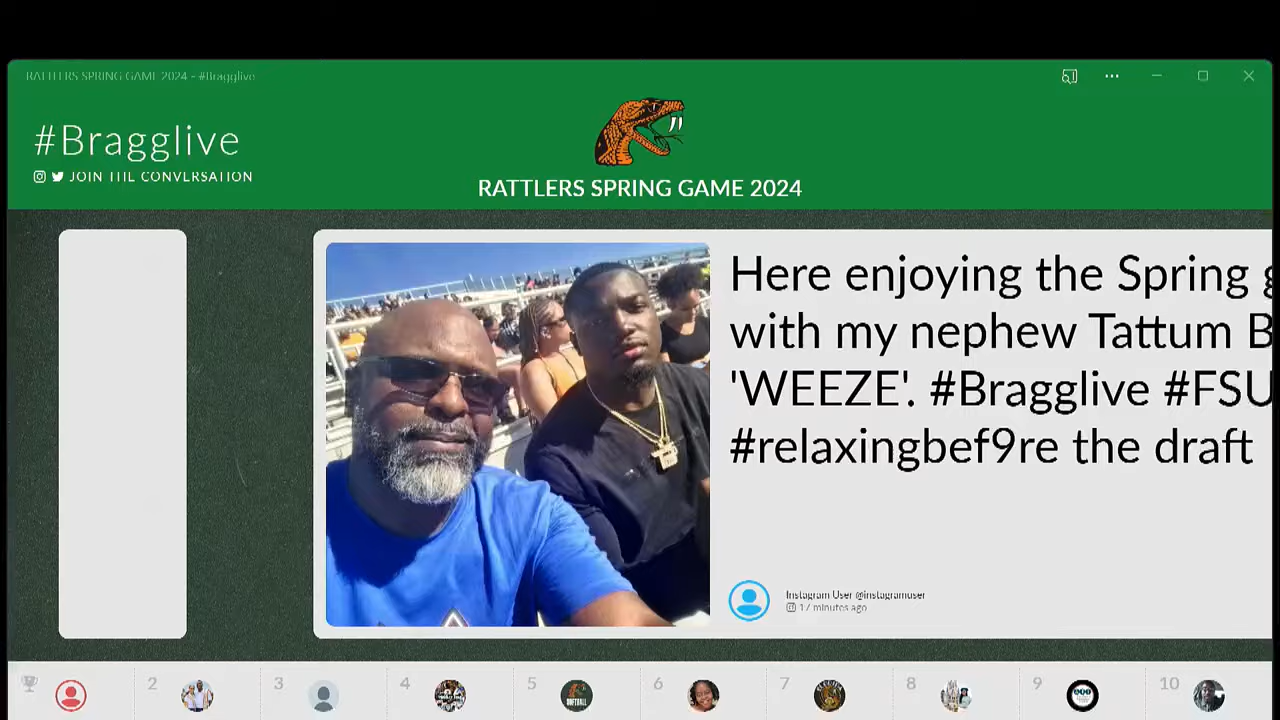 RATTLERS SPRING GAME 2024 - #Bragglive
#Bragglive
JOIN THE CONVERSATION
RATTLERS SPRING GAME 2024
Here enjoying the Spring g
with my nephew Tattum B
'WEEZE'. #Bragglive #FSU
#relaxingbef9re the draft
Instagram User @instagramuser
17 minutes ago
2
3
4
5
6
7
8
9
10
SOFTBALL